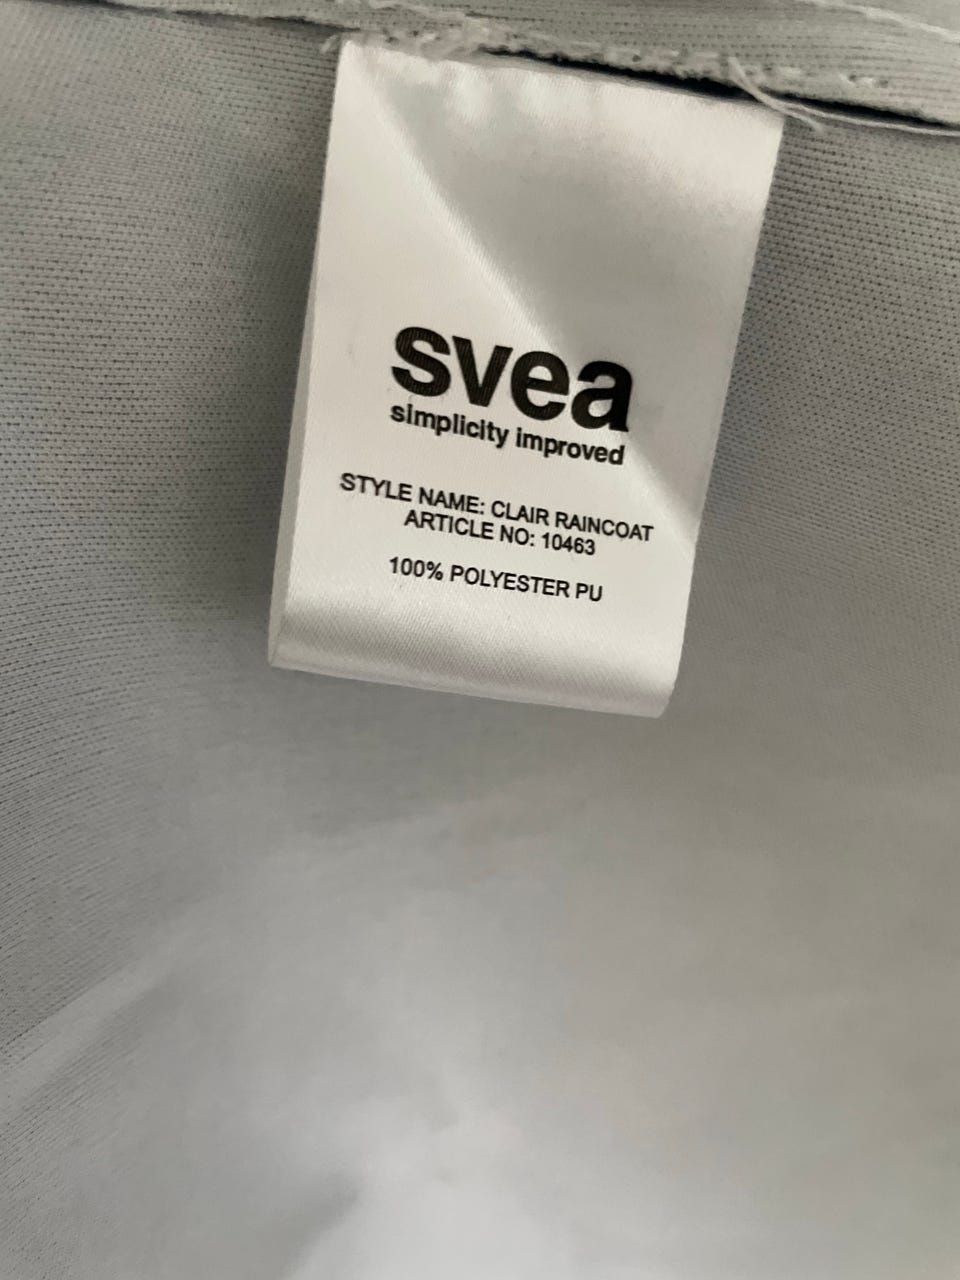 svea
simplicity improved
STYLE NAME: CLAIR RAINCOAT
ARTICLE NO: 10463
100% POLYESTER PU